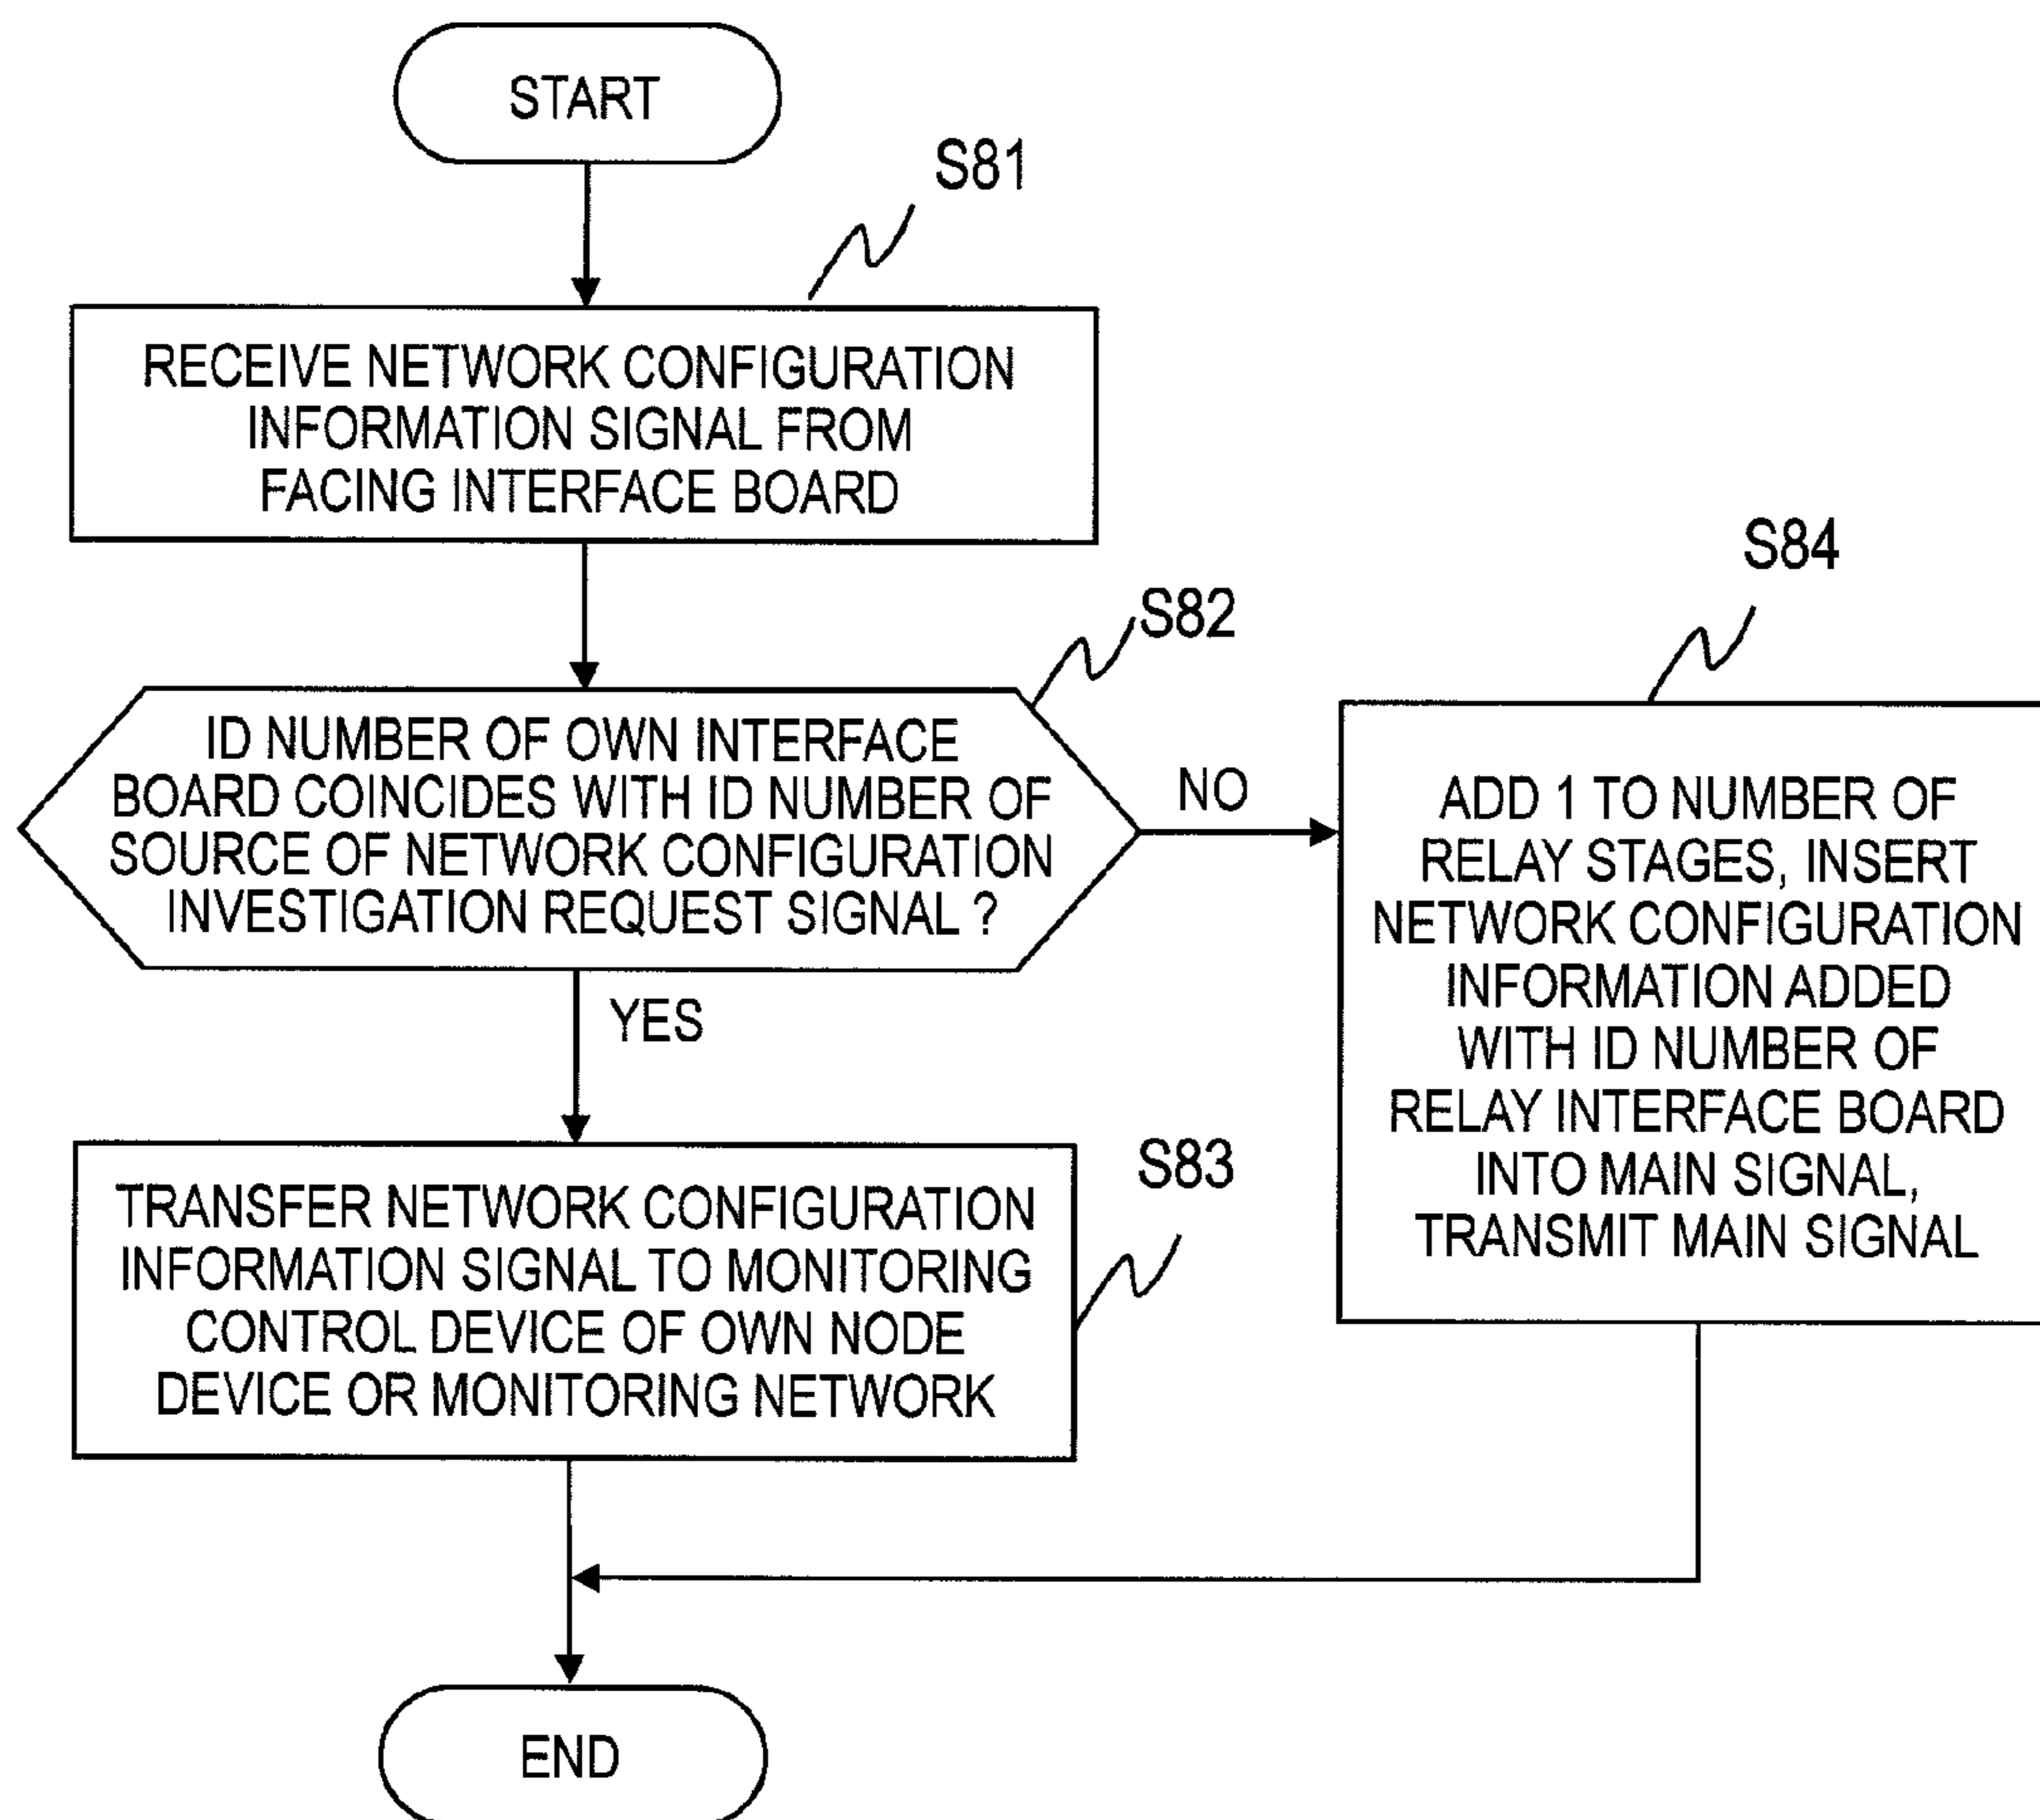 START
S81
RECEIVE NETWORK CONFIGURATION
INFORMATION SIGNAL FROM
FACING INTERFACE BOARD
S82
ID NUMBER OF OWN INTERFACE
BOARD COINCIDES WITH ID NUMBER OF
SOURCE OF NETWORK CONFIGURATION
INVESTIGATION REQUEST SIGNAL ?
NO
S84
ADD 1 TO NUMBER OF
RELAY STAGES, INSERT
NETWORK CONFIGURATION
INFORMATION ADDED
WITH ID NUMBER OF
RELAY INTERFACE BOARD
INTO MAIN SIGNAL,
TRANSMIT MAIN SIGNAL
YES
S83
TRANSFER NETWORK CONFIGURATION
INFORMATION SIGNAL TO MONITORING
CONTROL DEVICE OF OWN NODE
DEVICE OR MONITORING NETWORK
END